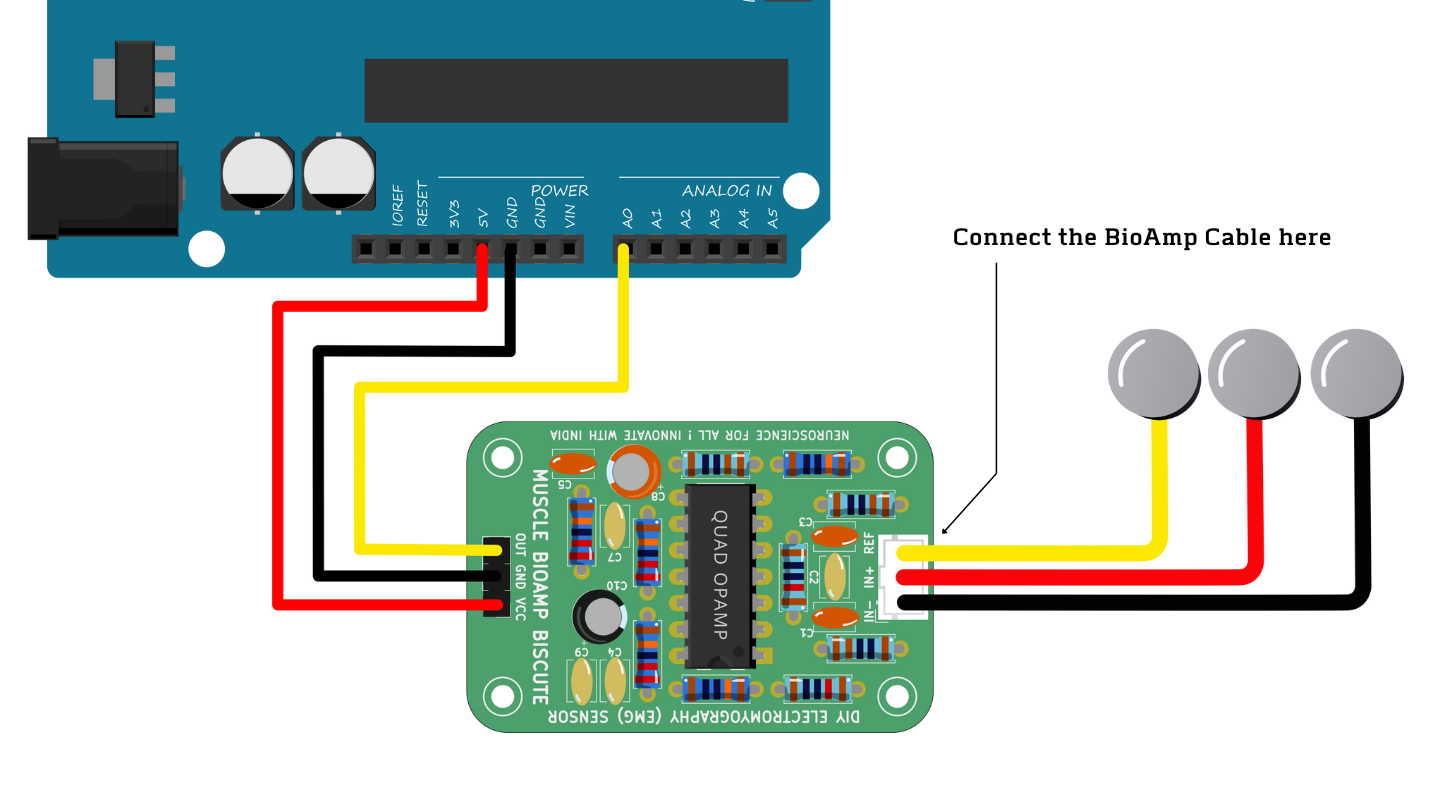 POWER
ANALOG IN
IOREF
RESET
3V3
5V
GND
GND
VIN
A0
A1
A2
A3
A4
A5
Connect the BioAmp Cable here
NEUROSCIENCE FOR ALL ! INNOVATE WITH INDIA
MUSCLE BIOAMP BISCUTE
OUT
GND
VCC
C5
C8
+
C7
C10
C9
+
C4
QUAD OPAMP
C3
C2
C1
REF
IN+
IN-
DIY ELECTROMYOGRAPHY (EMG) SENSOR